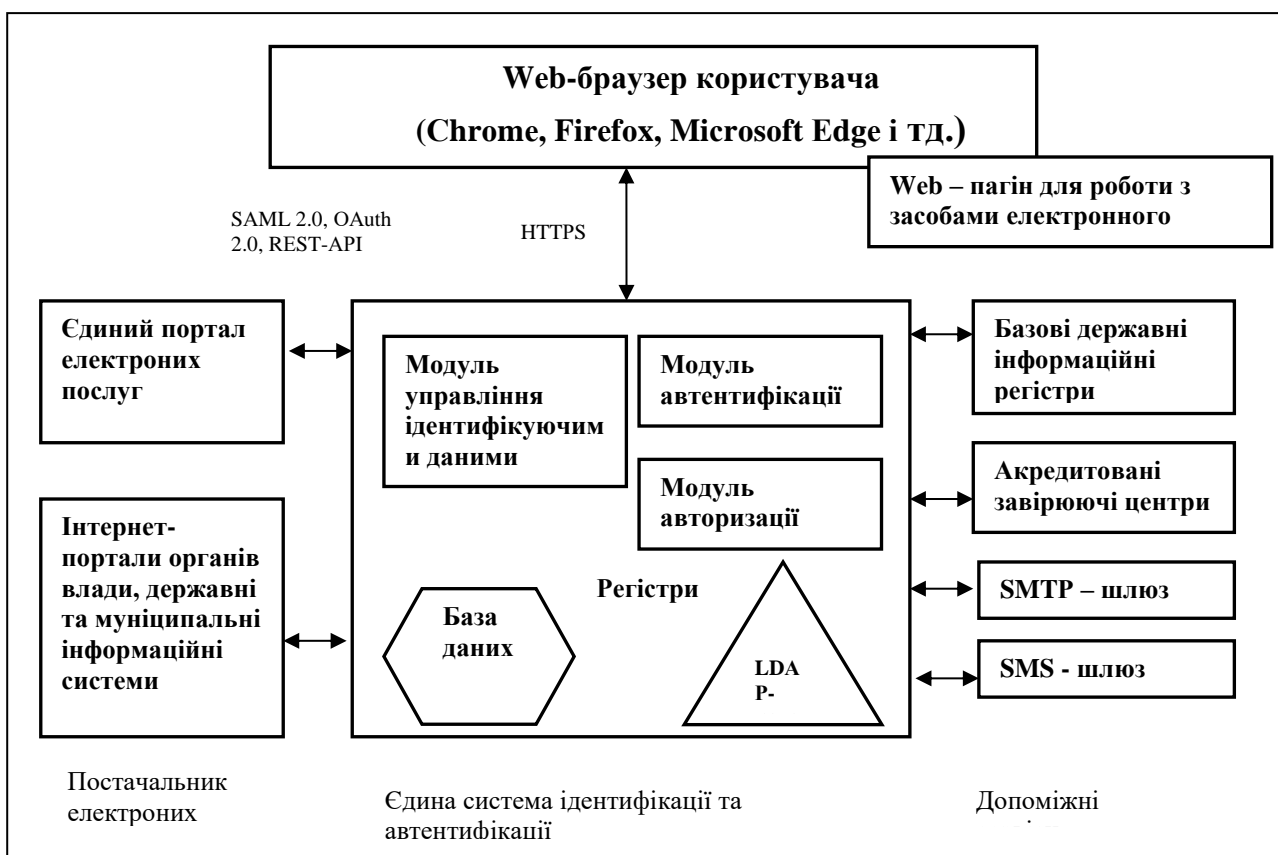 Web-браузер користувача
(Chrome, Firefox, Microsoft Edge і тд.)
Web – пагін для роботи з
засобами електронного
SAML 2.0, OAuth
2.0, REST-API
HTTPS
Єдиний портал
електроних
послуг
Модуль
управління
ідентифікуючим
и даними
Модуль
автентифікації
Базові державні
інформаційні
регістри
Інтернет-
портали органів
влади, державні
та муніципальні
інформаційні
системи
Модуль
авторизації
Акредитовані
завірюючі центри
Регістри
База
даних
LDA
P-
SMTP – шлюз
SMS - шлюз
Постачальник
електроних
Єдина система ідентифікації та
автентифікації
Допоміжні